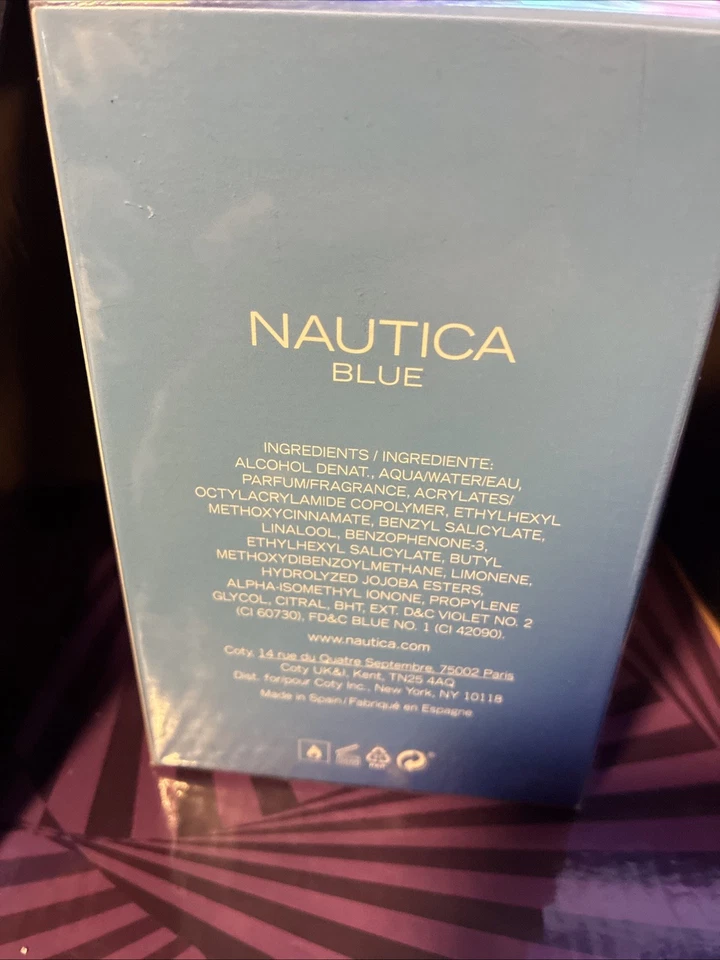 NAUTICA
BLUE
INGREDIENTS / INGREDIENTE:
ALCOHOL DENAT., AQUA/WATER/EAU,
PARFUM/FRAGRANCE, ACRYLATES/
OCTYLACRYLAMIDE COPOLYMER, ETHYLHEXYL
METHOXYCINNAMATE, BENZYL SALICYLATE,
LINALOOL, BENZOPHENONE-3,
ETHYLHEXYL SALICYLATE, BUTYL
METHOXYDIBENZOYLMETHANE, LIMONENE,
HYDROLYZED JOJOBA ESTERS,
ALPHA-ISOMETHYL IONONE, PROPYLENE
GLYCOL, CITRAL, BHT, EXT. D&C VIOLET NO. 2
(CI 60730), FD&C BLUE NO. 1 (CI 42090).
www.nautica.com
Coty, 14 rue du Quatre Septembre, 75002 Paris
Coty UK&I, Kent, TN25 4AQ
Dist. for/pour Coty Inc., New York, NY 10118
Made in Spain/Fabriqué en Espagne